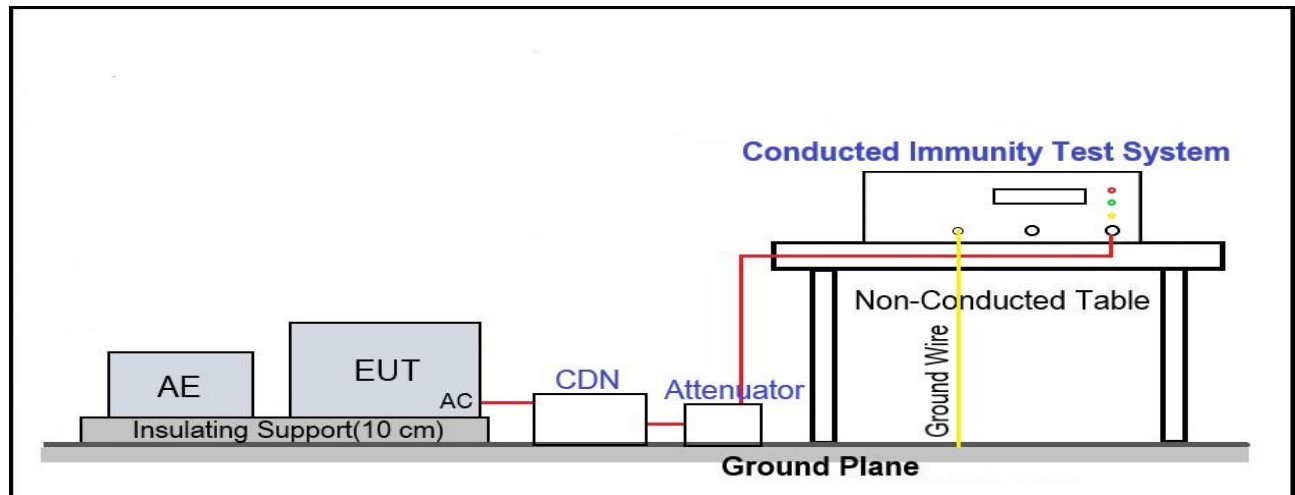 Conducted Immunity Test System
Non-Conducted Table
Ground Wire
AE
EUT
AC
CDN
Attenuator
Insulating Support(10 cm)
Ground Plane